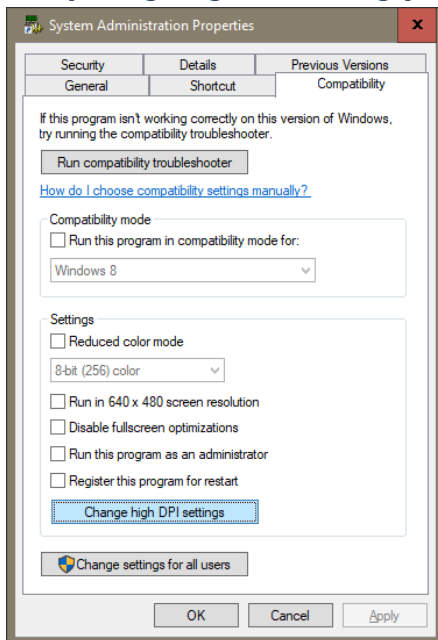 System Administration Properties
x
Security Details Previous Versions
General Shortcut Compatibility
If this program isn't working correctly on this version of Windows,
try running the compatibility troubleshooter.
Run compatibility troubleshooter
How do I choose compatibility settings manually?
Compatibility mode
Run this program in compatibility mode for:
Windows 8
Settings
Reduced color mode
8-bit (256) color
Run in 640 x 480 screen resolution
Disable fullscreen optimizations
Run this program as an administrator
Register this program for restart
Change high DPI settings
Change settings for all users
OK Cancel Apply